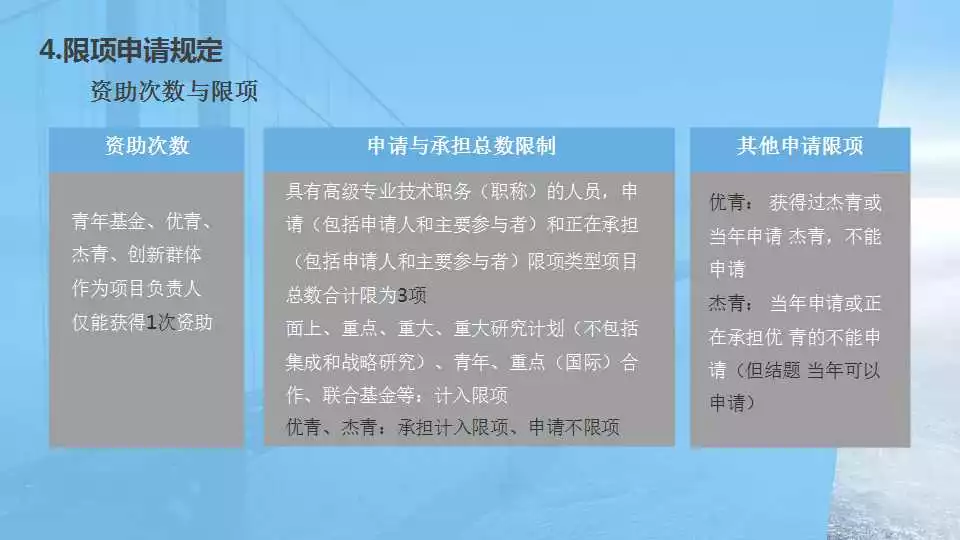 4.限项申请规定
资助次数与限项
资助次数
青年基金、优青、
杰青、创新群体
作为项目负责人
仅能获得1次资助
申请与承担总数限制
具有高级专业技术职务（职称）的人员，申
请（包括申请人和主要参与者）和正在承担
（包括申请人和主要参与者）限项类型项目
总数合计限为3项
面上、重点、重大、重大研究计划（不包括
集成和战略研究）、青年、重点（国际）合
作、联合基金等：计入限项
优青、杰青：承担计入限项、申请不限项
其他申请限项
优青： 获得过杰青或
当年申请 杰青，不能
申请
杰青： 当年申请或正
在承担优 青的不能申
请（但结题 当年可以
申请）